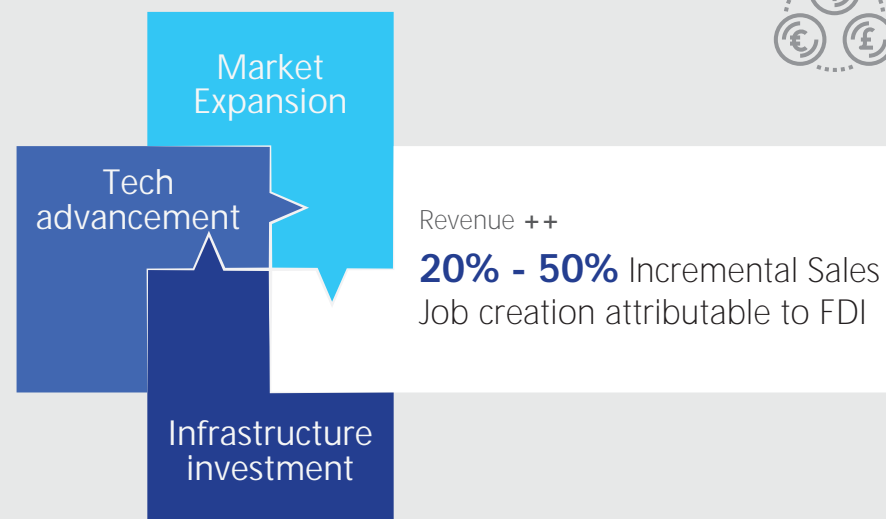 Market
Expansion
Tech
advancement
Revenue ++
20% - 50% Incremental Sales
Job creation attributable to FDI
Infrastructure
investment
€
£